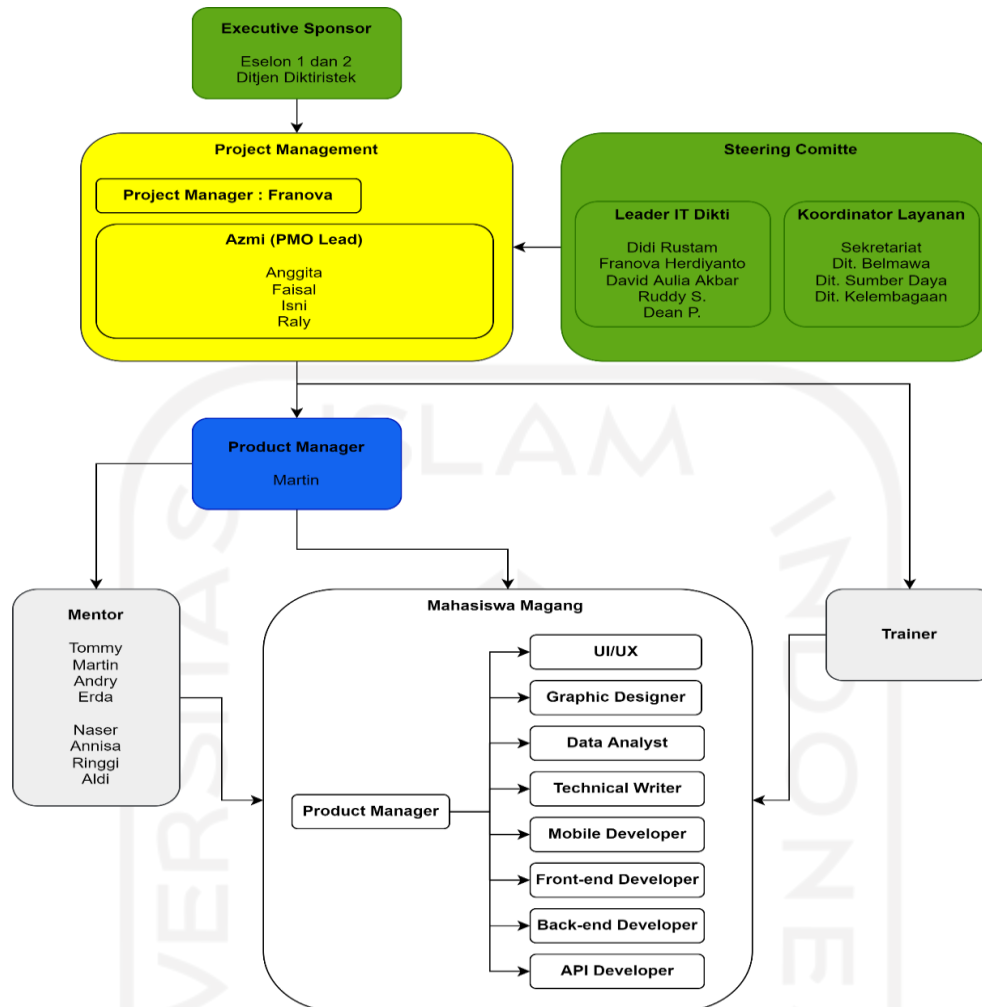 Executive Sponsor
Eselon 1 dan 2
Ditjen Diktiristek
Project Management
Project Manager : Franova
Azmi (PMO Lead)
Anggita
Faisal
Isni
Raly
Steering Comitte
Leader IT Dikti
Didi Rustam
Franova Herdiyanto
David Aulia Akbar
Ruddy S.
Dean P.
Koordinator Layanan
Sekretariat
Dit. Belmawa
Dit. Sumber Daya
Dit. Kelembagaan
Product Manager
Martin
Mentor
Tommy
Martin
Andry
Erda
Naser
Annisa
Ringgi
Aldi
Mahasiswa Magang
Product Manager
UI/UX
Graphic Designer
Data Analyst
Technical Writer
Mobile Developer
Front-end Developer
Back-end Developer
API Developer
Trainer
VERSITAS
ISLAM
INDONE